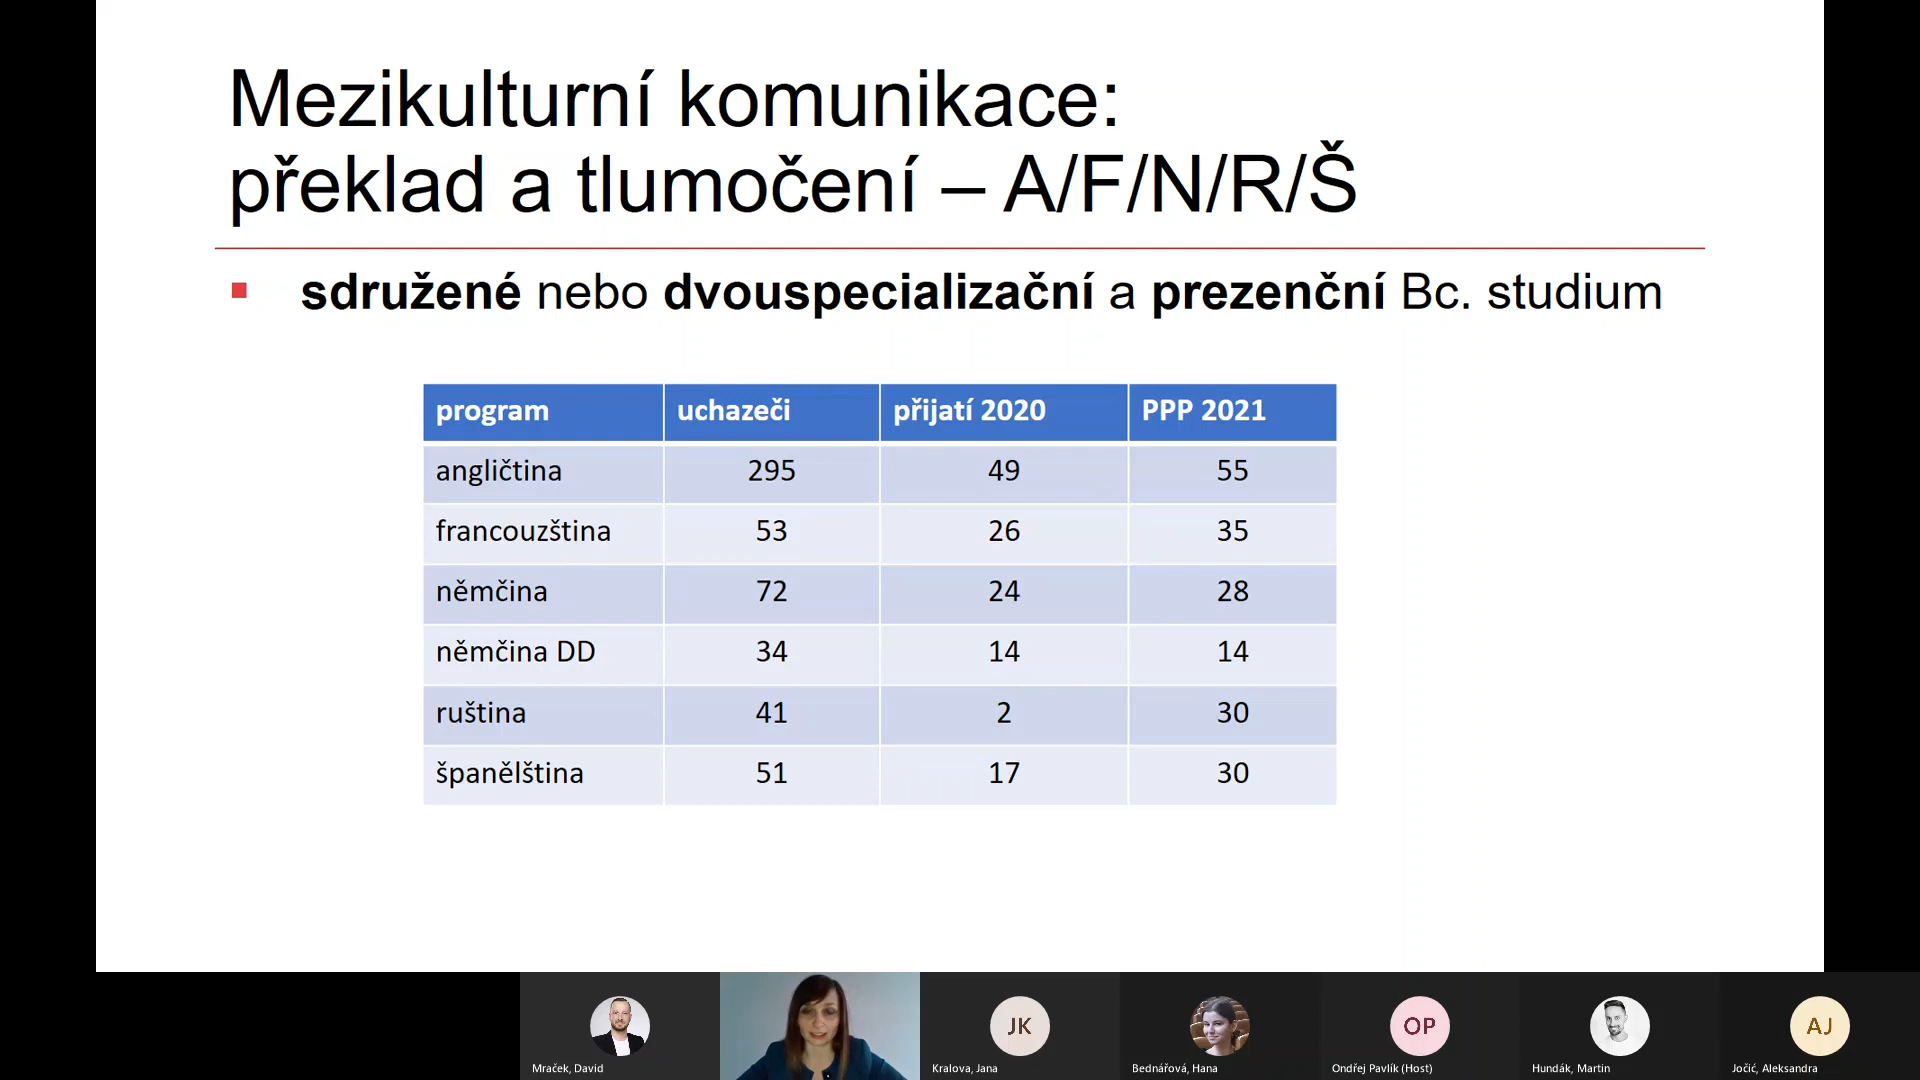 Mezikulturní komunikace:
překlad a tlumočení – A/F/N/R/Š
sdružené nebo dvouspecializační a prezenční Bc. studium
program uchazeči přijatí 2020 PPP 2021
angličtina 295 49 55
francouzština 53 26 35
němčina 72 24 28
němčina DD 34 14 14
ruština 41 2 30
španělština 51 17 30
JK OP AJ
Mraček, David Kralova, Jana Bednářová, Hana Ondřej Pavlík (Host) Hundák, Martin Jočić, Aleksandra